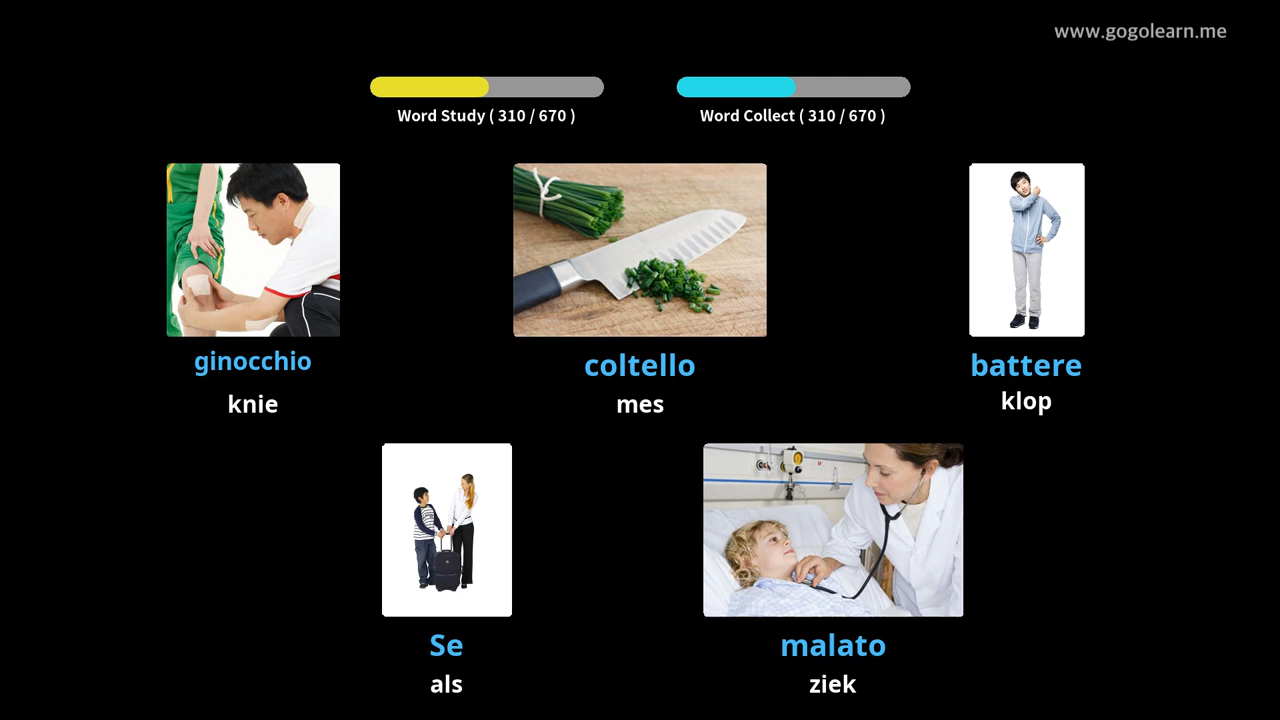 www.gogolearn.me
Word Study ( 310 / 670 )
Word Collect ( 310 / 670 )
ginocchio
knie
coltello
mes
battere
klop
Se
als
malato
ziek